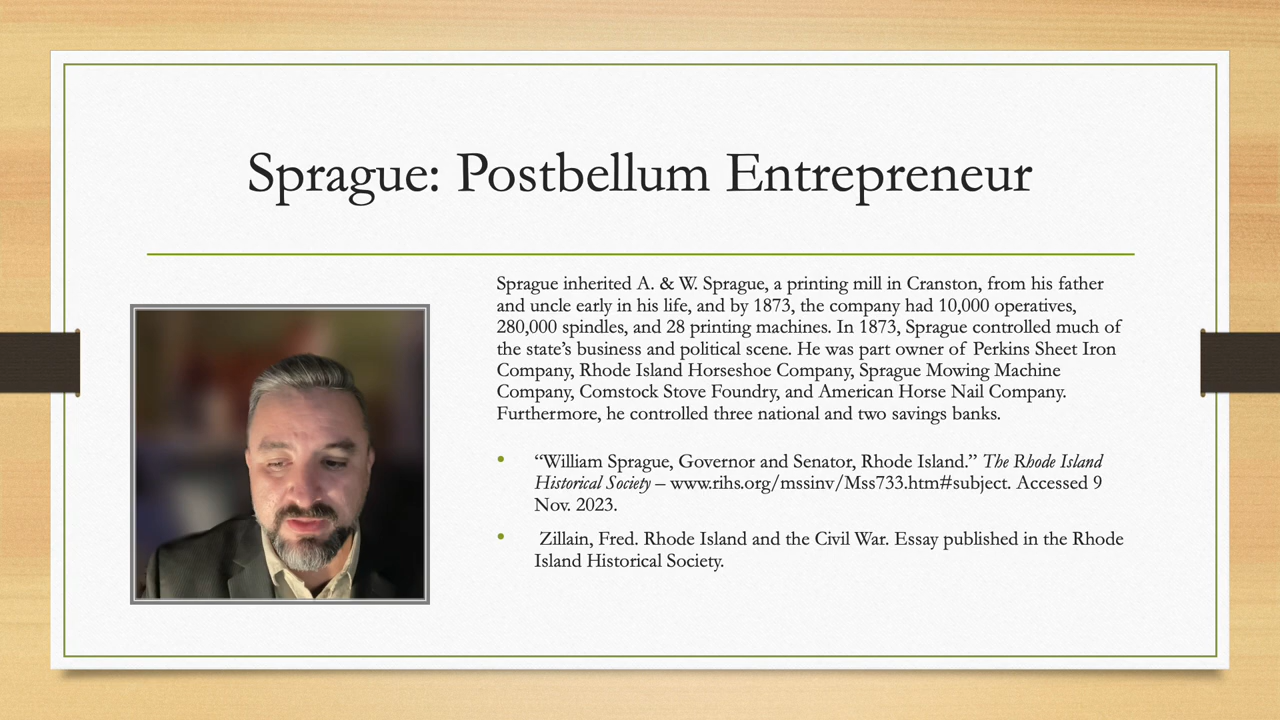 Sprague: Postbellum Entrepreneur
Sprague inherited A. & W. Sprague, a printing mill in Cranston, from his father
and uncle early in his life, and by 1873, the company had 10,000 operatives,
280,000 spindles, and 28 printing machines. In 1873, Sprague controlled much of
the state’s business and political scene. He was part owner of Perkins Sheet Iron
Company, Rhode Island Horseshoe Company, Sprague Mowing Machine
Company, Comstock Stove Foundry, and American Horse Nail Company.
Furthermore, he controlled three national and two savings banks.
• “William Sprague, Governor and Senator, Rhode Island.” The Rhode Island
Historical Society – www.rihs.org/mssinv/Mss733.htm#subject. Accessed 9
Nov. 2023.
• Zillain, Fred. Rhode Island and the Civil War. Essay published in the Rhode
Island Historical Society.